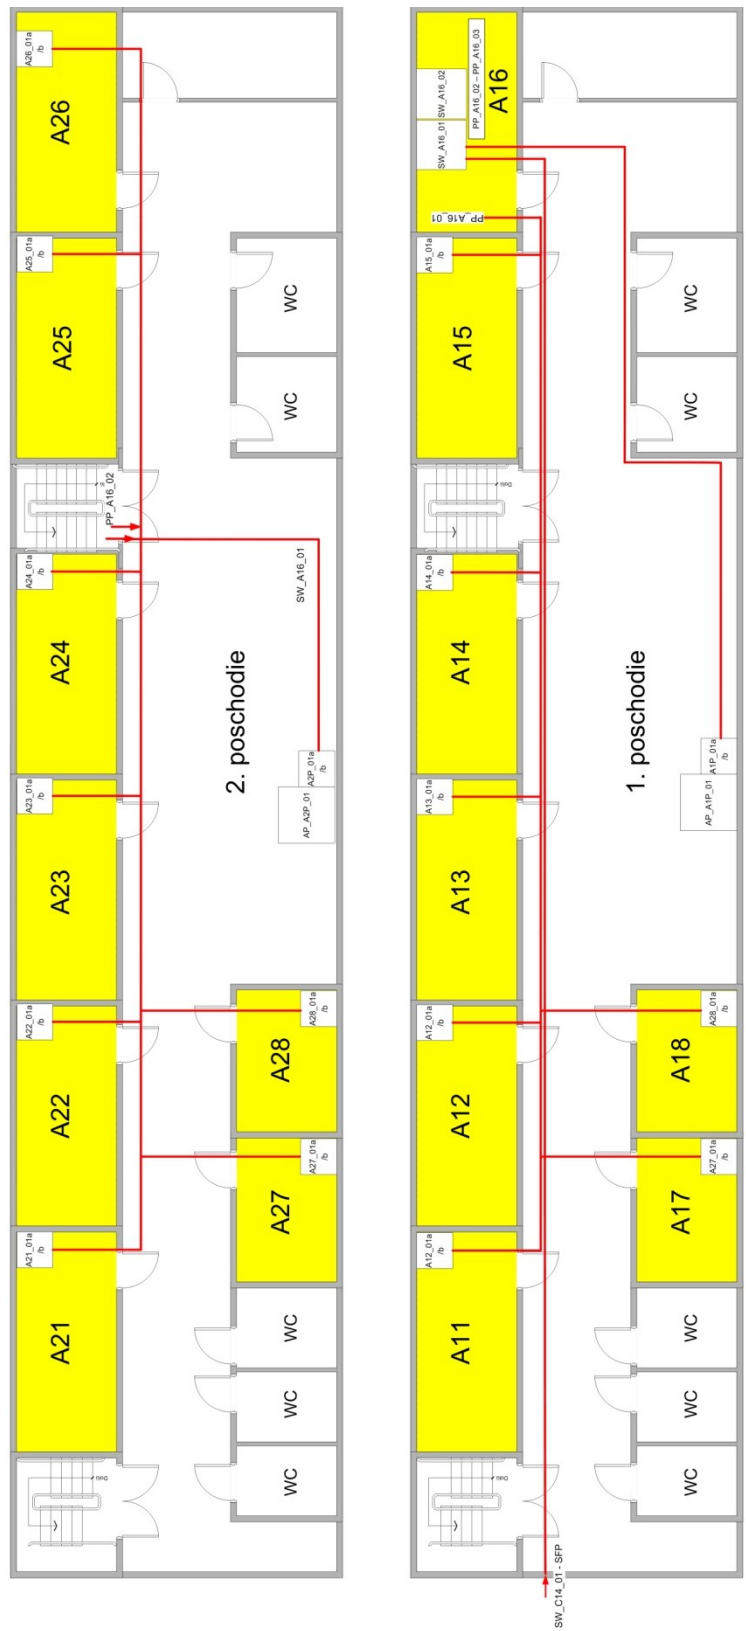 A26_01a
/b
A26
A25_01a
/b
A25
WC
WC
PP_A16_02
SW_A16_01
A24_01a
/b
A24
2. poschodie
A2P_01a
/b
AP_A2P_01
A23_01a
/b
A23
A22_01a
/b
A22
A28_01a
/b
A28
A27_01a
/b
A27
A21_01a
/b
A21
WC
WC
WC
SW_A16_02
SW_A16_01
PP_A16_02 – PP_A16_03
A16
PP_A16_01
A15_01a
/b
A15
WC
WC
A14_01a
/b
A14
1. poschodie
A1P_01a
/b
AP_A1P_01
A13_01a
/b
A13
A12_01a
/b
A12
A28_01a
/b
A18
A27_01a
/b
A17
A12_01a
/b
A11
WC
WC
WC
SW_C14_01 - SFP